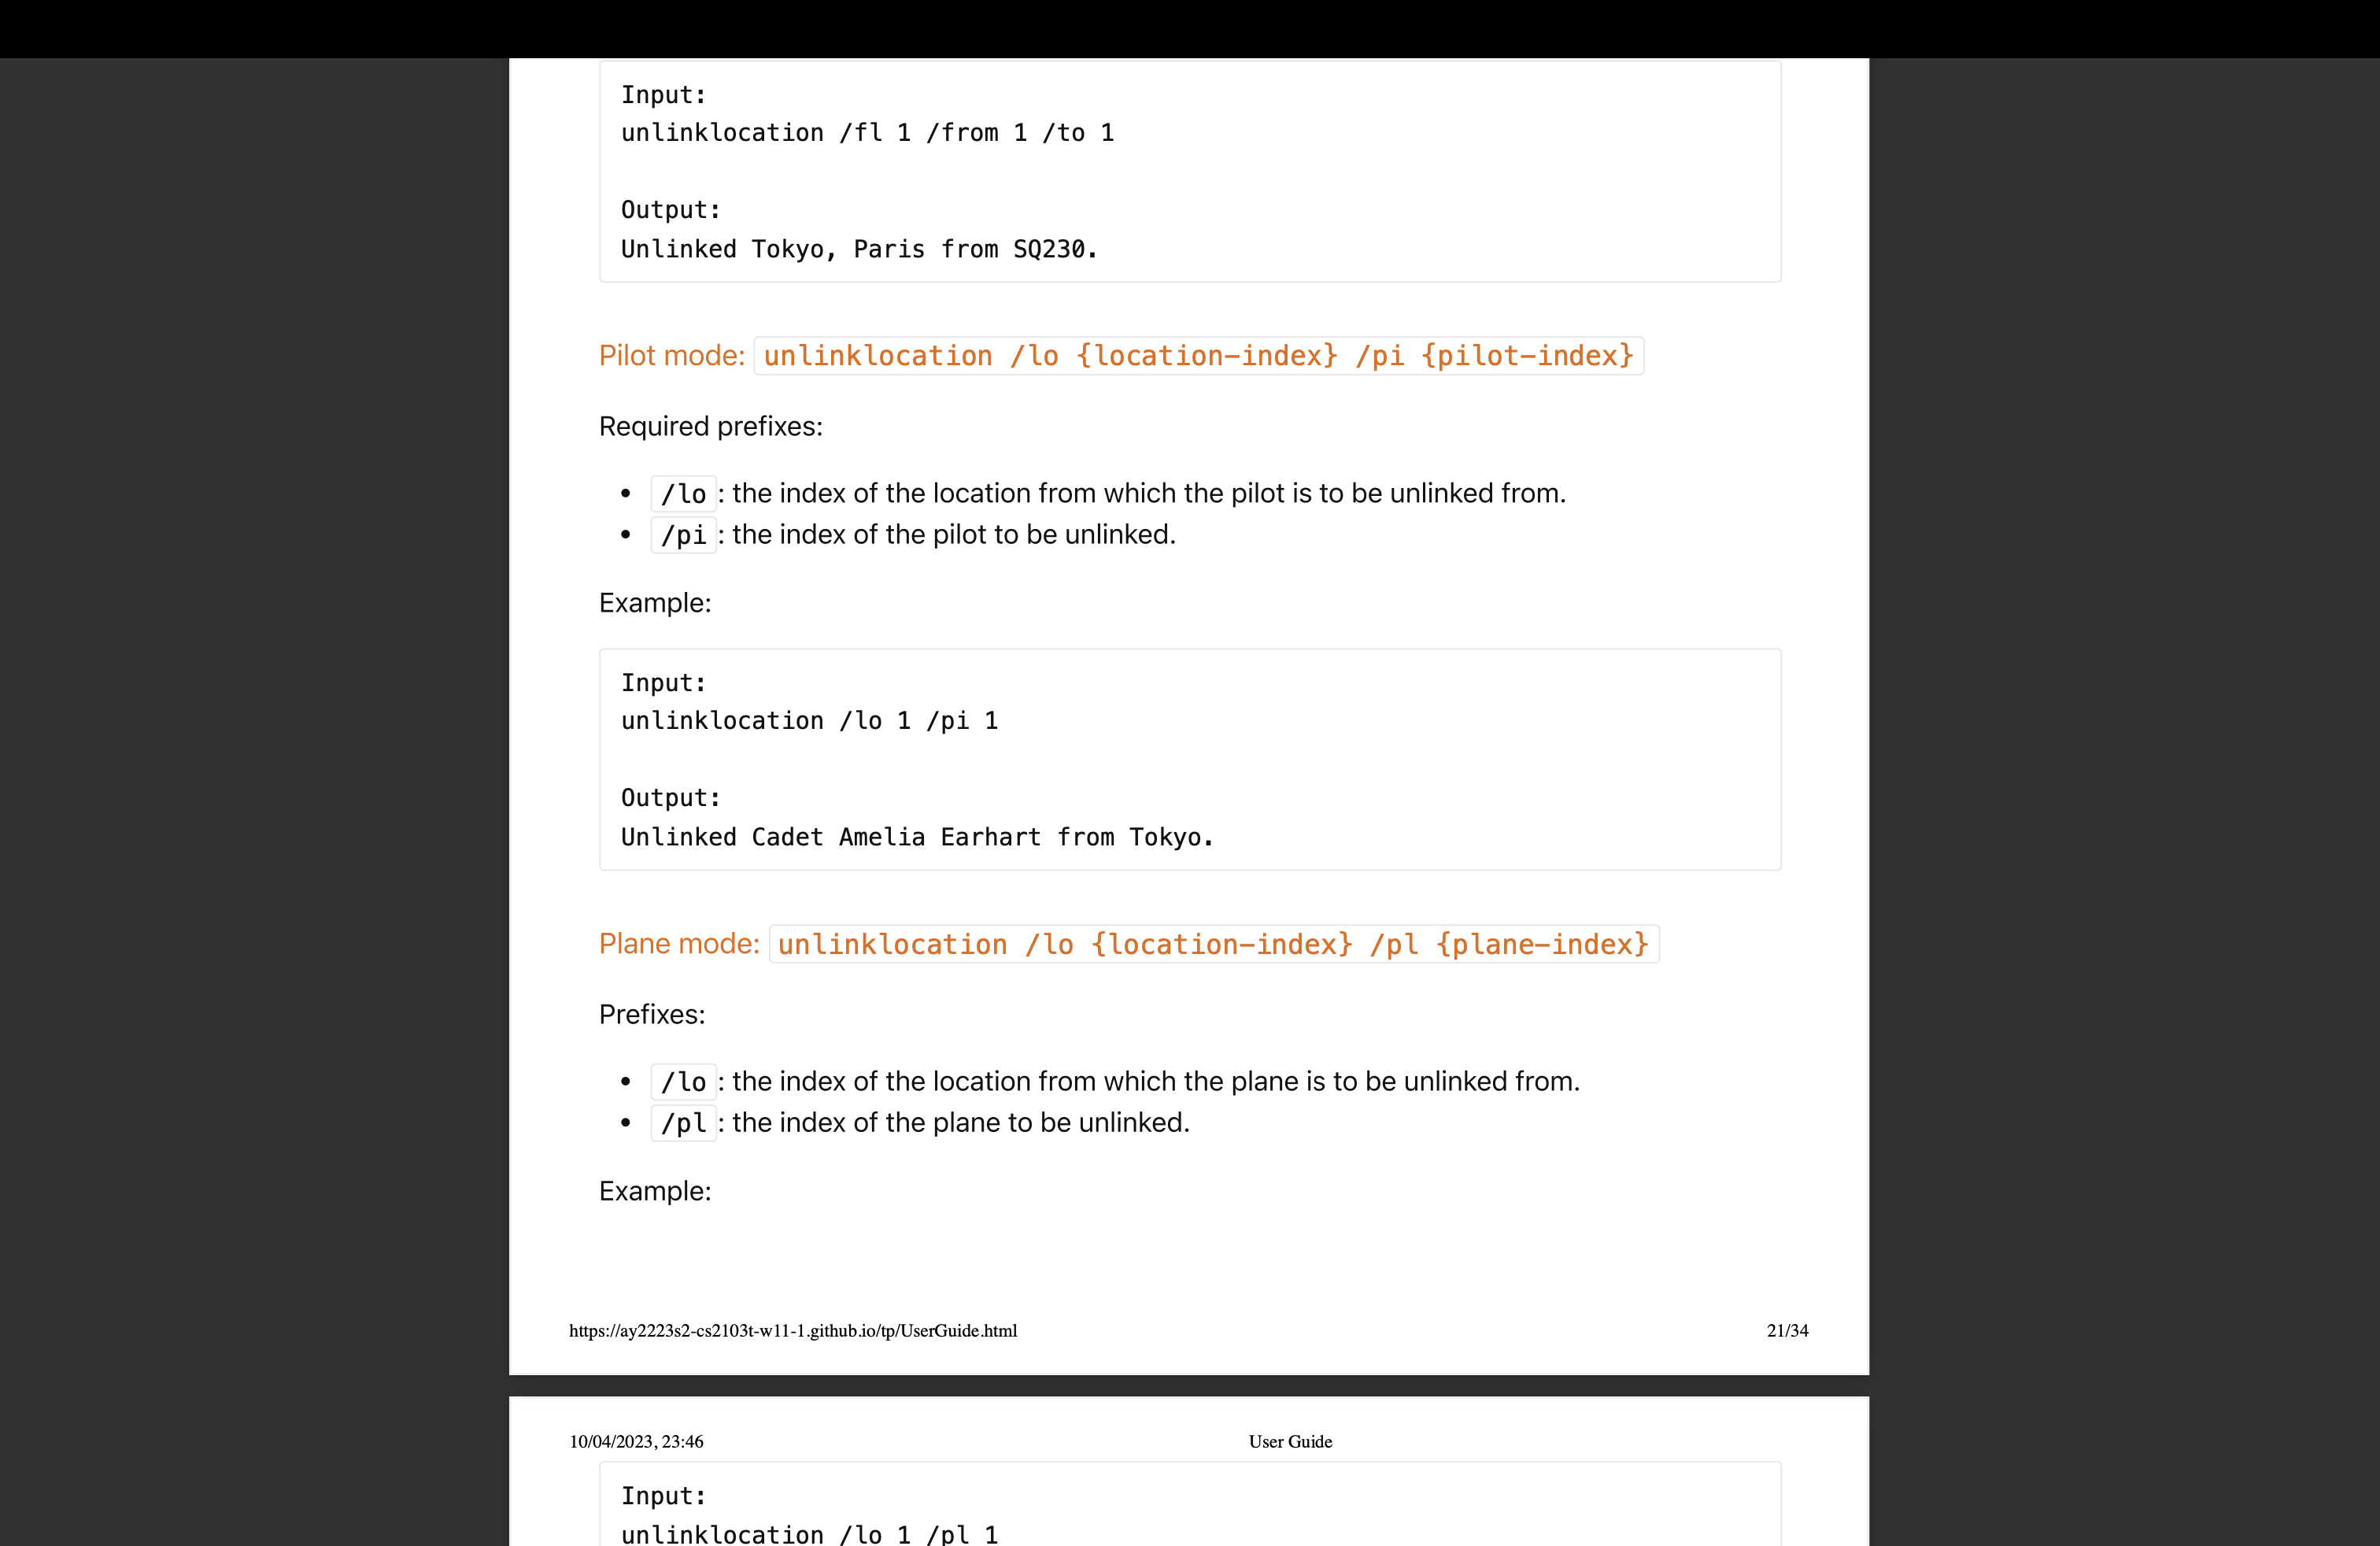 Input:
unlinklocation /fl 1 /from 1 /to 1
Output:
Unlinked Tokyo, Paris from SQ230.
Pilot mode: unlinklocation /lo {location-index} /pi {pilot-index}
Required prefixes:
• /lo : the index of the location from which the pilot is to be unlinked from.
• /pi : the index of the pilot to be unlinked.
Example:
Input:
unlinklocation /lo 1 /pi 1
Output:
Unlinked Cadet Amelia Earhart from Tokyo.
Plane mode: unlinklocation /lo {location-index} /pl {plane-index}
Prefixes:
• /lo : the index of the location from which the plane is to be unlinked from.
• /pl : the index of the plane to be unlinked.
Example:
https://ay2223s2-cs2103t-w11-1.github.io/tp/UserGuide.html 21/34
10/04/2023, 23:46 User Guide
Input:
unlinklocation /lo 1 /pl 1